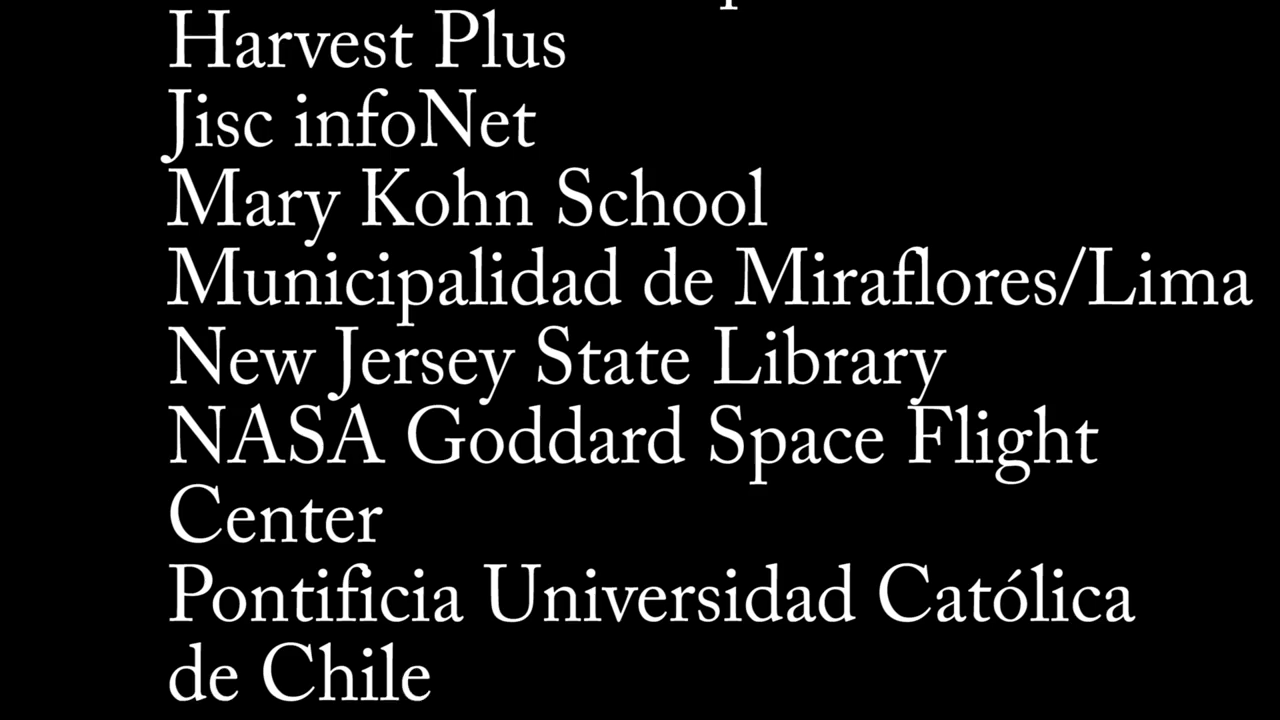 Harvest Plus
Jisc infoNet
Mary Kohn School
Municipalidad de Miraflores/Lima
New Jersey State Library
NASA Goddard Space Flight
Center
Pontificia Universidad Católica
de Chile